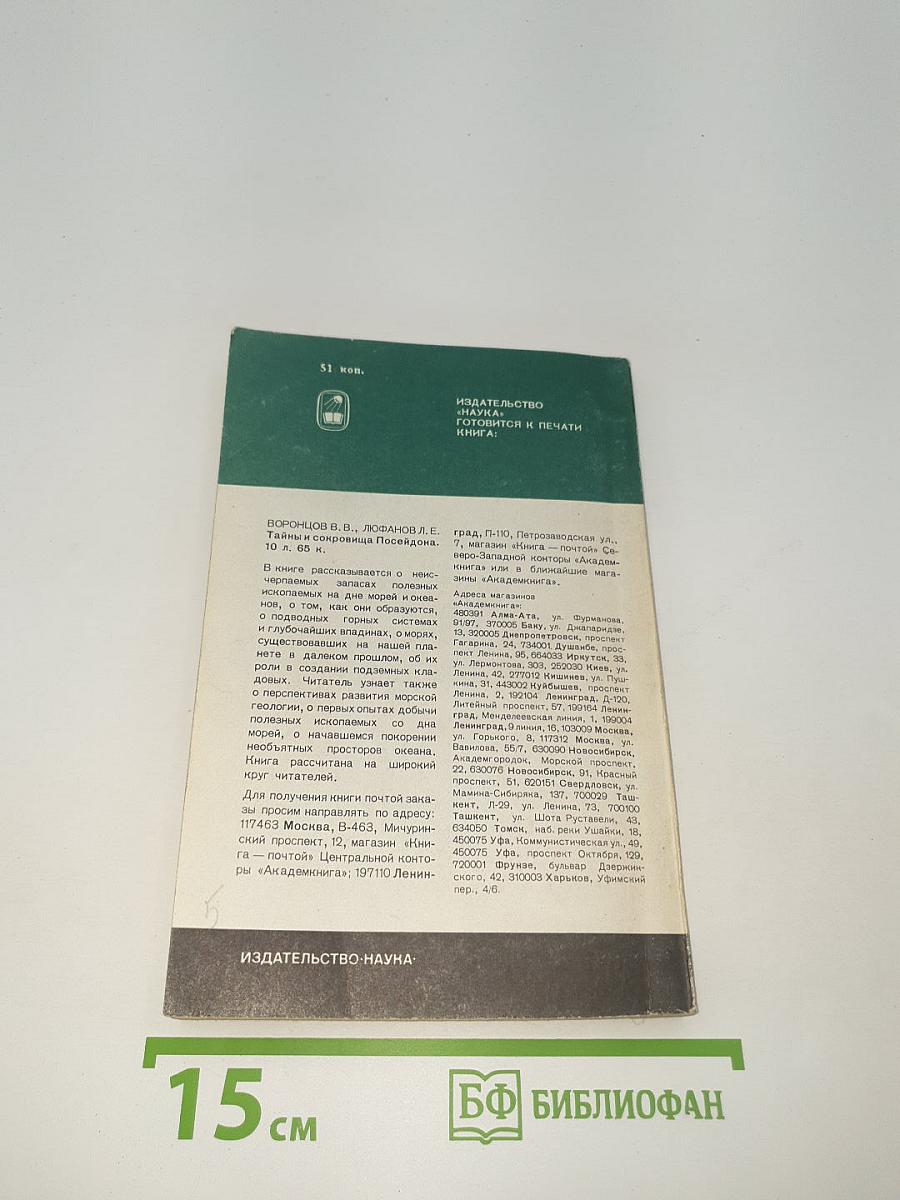 51 коп.
ИЗДАТЕЛЬСТВО
«НАУКА»
ГОТОВИТСЯ К ПЕЧАТИ
КНИГА:
ВОРОНЦОВ В. В., ЛЮФАНОВ Л. Е.
Тайны и сокровища Посейдона.
10 л. 65 к.
В книге рассказывается о неис-
черпаемых запасах полезных
ископаемых на дне морей и океа-
нов, о том, как они образуются,
о подводных горных системах
и глубочайших впадинах, о морях,
существовавших на нашей пла-
нете в далеком прошлом, об их
роли в создании подземных кла-
довых. Читатель узнает также
о перспективах развития морской
геологии, о первых опытах добычи
полезных ископаемых со дна
морей, о начавшемся покорении
необъятных просторов океана.
Книга рассчитана на широкий
круг читателей.
Для получения книги почтой зака-
зы просим направлять по адресу:
117463 Москва, В-463, Мичурин-
ский проспект, 12, магазин «Кни-
га — почтой» Центральной конто-
ры «Академкнига»; 197110 Ленин-
град, П-110, Петрозаводская ул.,
7, магазин «Книга — почтой» Се-
веро-Западной конторы «Академ-
книга» или в ближайшие мага-
зины «Академкнига».
Адреса магазинов
«Академкнига»:
480391 Алма-Ата, ул. Фурманова,
91/97, 370005 Баку, ул. Джапаридзе,
13, 320005 Днепропетровск, проспект
Гагарина, 24, 734001 Душанбе, прос-
пект Ленина, 95, 664033 Иркутск, 33,
ул. Лермонтова, 303, 252030 Киев, ул.
Ленина, 42, 277012 Кишинев, ул. Пуш-
кина, 31, 443002 Куйбышев, проспект
Ленина, 2, 192104 Ленинград, Д-120,
Литейный проспект, 57, 199164 Ленин-
град, Менделеевская линия, 1, 199004
Ленинград, 9 линия, 16, 103009 Москва,
ул. Горького, 8, 117312 Москва, ул.
Вавилова, 55/7, 630090 Новосибирск,
Академгородок, Морской проспект,
22, 630076 Новосибирск, 91, Красный
проспект, 51, 620151 Свердловск, ул.
Мамина-Сибиряка, 137, 700029 Таш-
кент, Л-29, ул. Ленина, 73, 700100
Ташкент, ул. Шота Руставели, 43,
634050 Томск, наб. реки Ушайки, 18,
450075 Уфа, Коммунистическая ул., 49,
450075 Уфа, проспект Октября, 129,
720001 Фрунзе, бульвар Дзержин-
ского, 42, 310003 Харьков, Уфимский
пер., 4/6.
5
ИЗДАТЕЛЬСТВО·НАУКА·
15 см
БФ БИБЛИОФАН